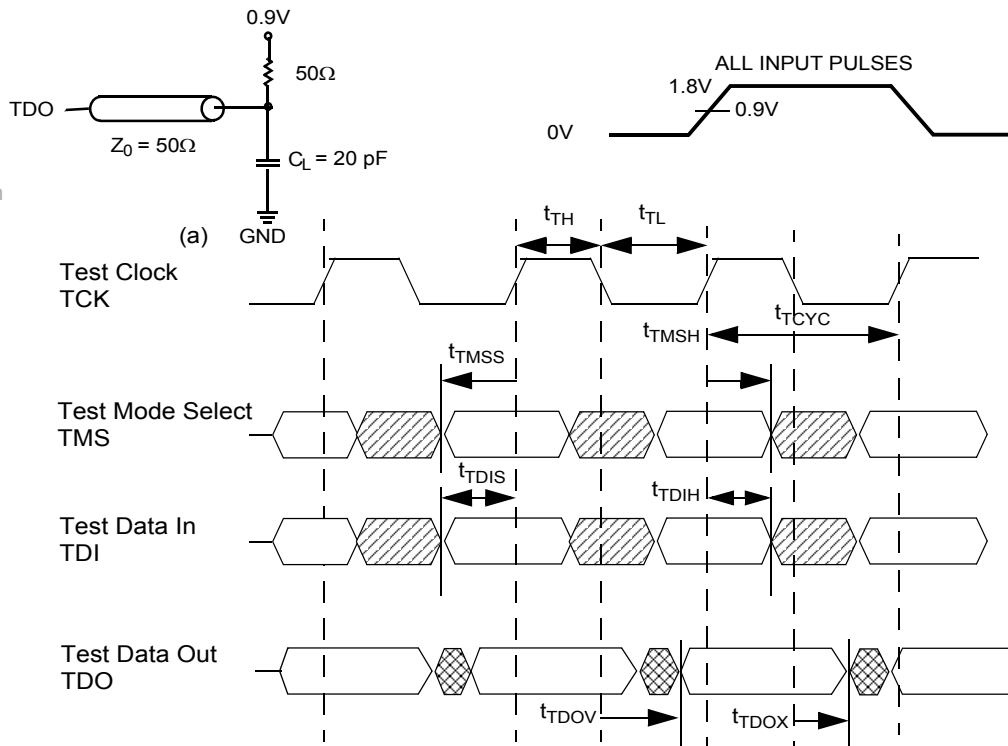 0.9V
50Ω
TDO
Z0 = 50Ω
CL = 20 pF
(a) GND
ALL INPUT PULSES
1.8V
0.9V
0V
tTH
tTL
Test Clock
TCK
tTMSH
tTCYC
tTMSS
Test Mode Select
TMS
tTDIS
tTDIH
Test Data In
TDI
Test Data Out
TDO
tTDOV
tTDOX